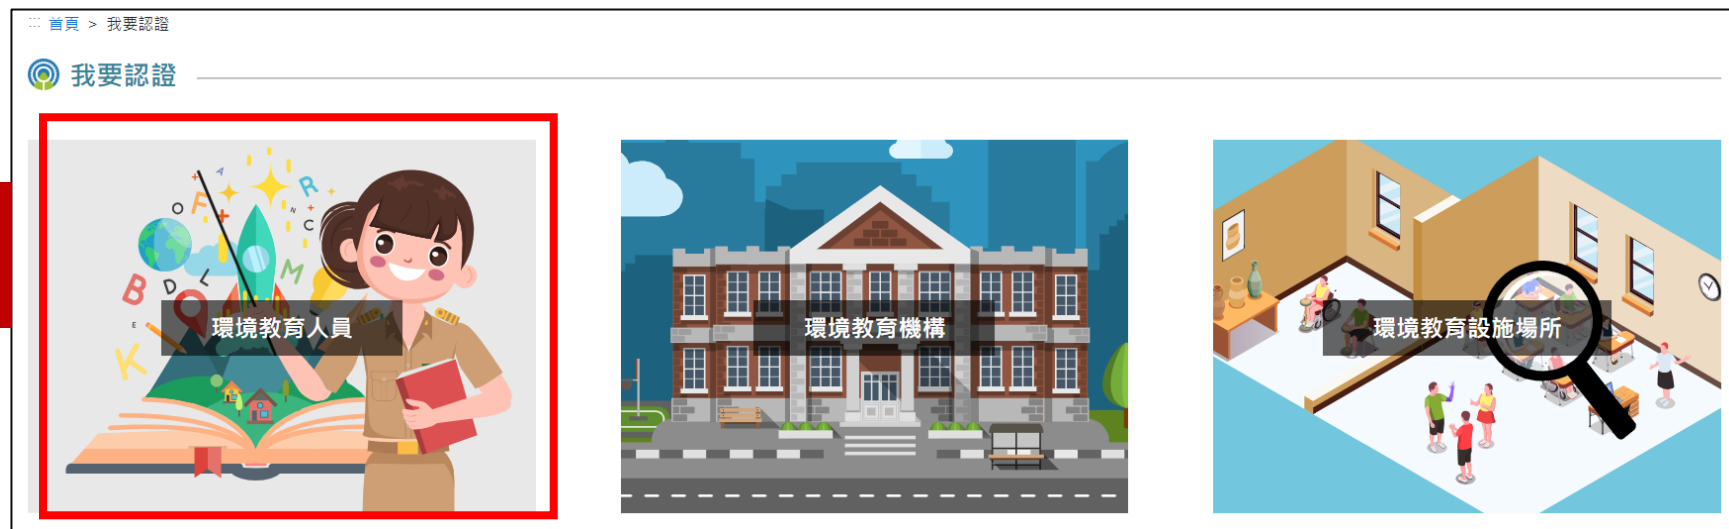 ::: 首頁 > 我要認證
我要認證
A
R
O
F
N
C
M
B
D
L
E
K
環境教育人員
環境教育機構
環境教育設施場所